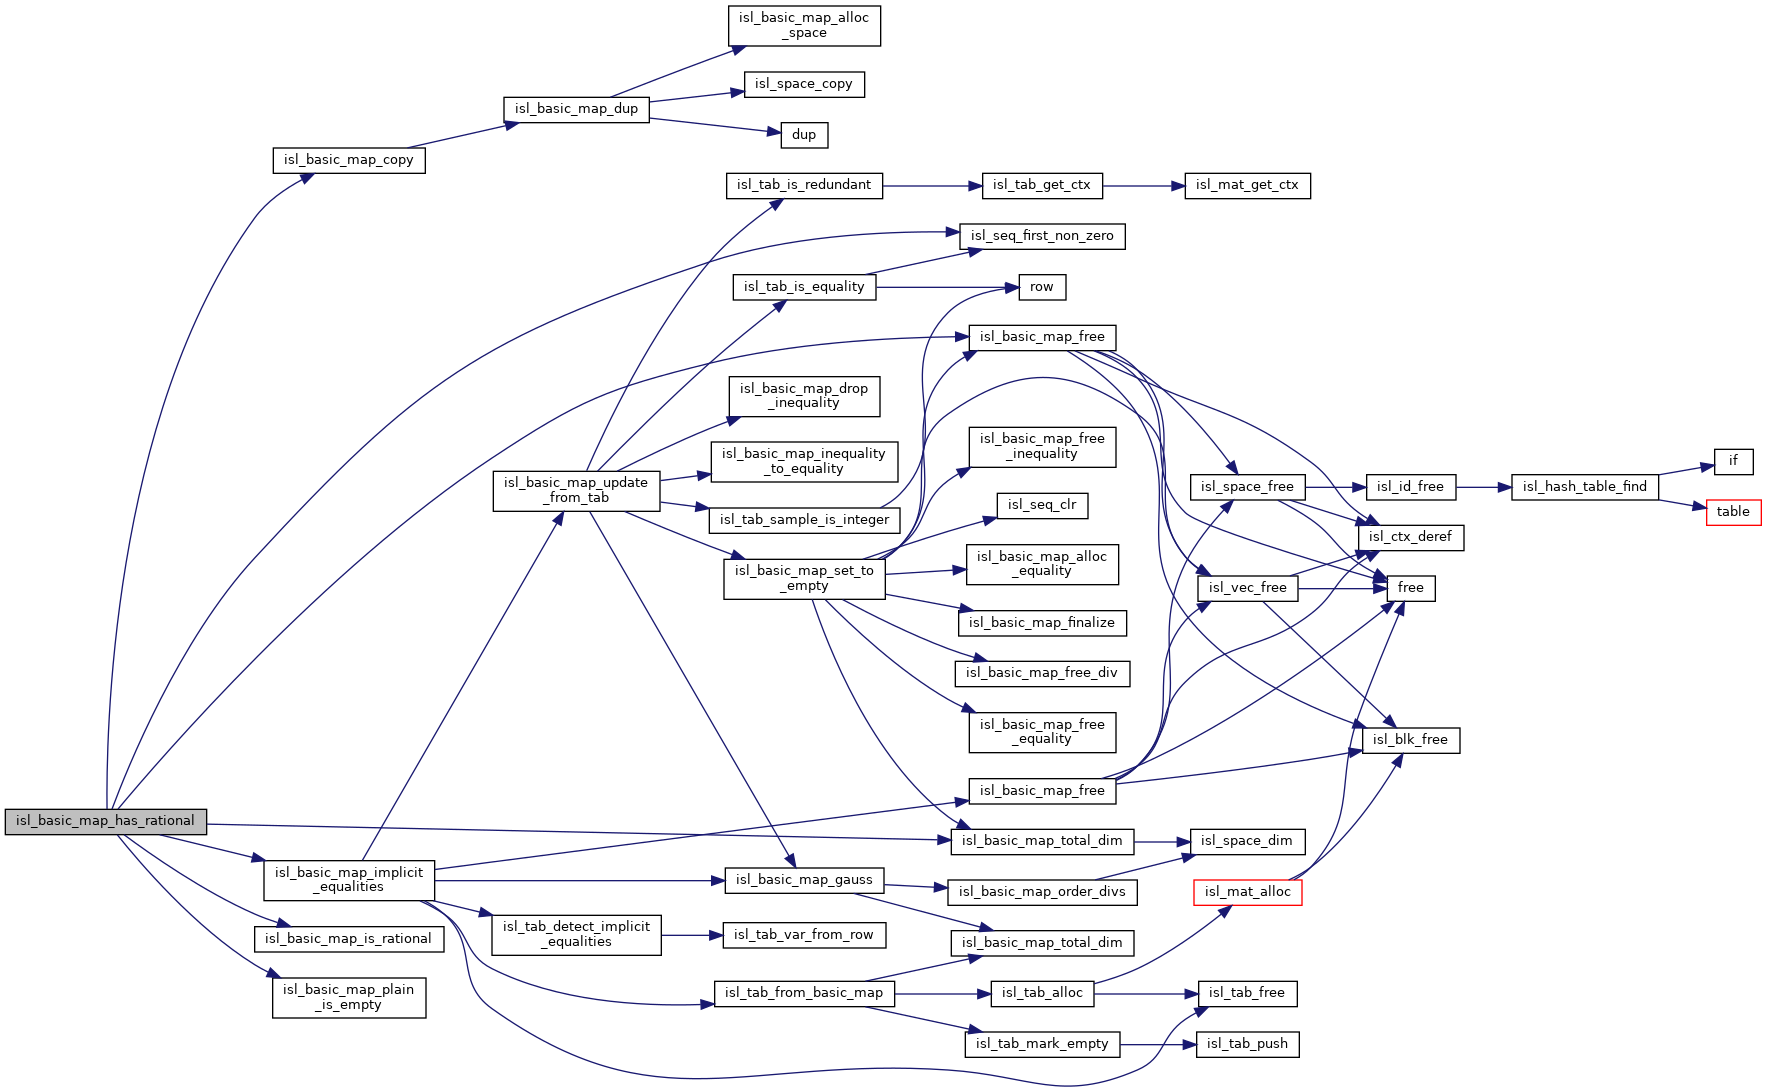 isl_basic_map_alloc
_space
isl_space_copy
isl_basic_map_dup
dup
isl_basic_map_copy
isl_tab_is_redundant
isl_tab_get_ctx
isl_mat_get_ctx
isl_seq_first_non_zero
isl_tab_is_equality
row
isl_basic_map_free
isl_basic_map_drop
_inequality
isl_basic_map_free
_inequality
isl_basic_map_inequality
_to_equality
if
isl_basic_map_update
_from_tab
isl_space_free
isl_id_free
isl_hash_table_find
isl_seq_clr
table
isl_tab_sample_is_integer
isl_ctx_deref
isl_basic_map_alloc
_equality
isl_basic_map_set_to
_empty
isl_vec_free
free
isl_basic_map_finalize
isl_basic_map_free_div
isl_basic_map_free
_equality
isl_blk_free
isl_basic_map_free
isl_basic_map_has_rational
isl_basic_map_total_dim
isl_space_dim
isl_basic_map_implicit
_equalities
isl_basic_map_gauss
isl_basic_map_order_divs
isl_mat_alloc
isl_tab_detect_implicit
_equalities
isl_tab_var_from_row
isl_basic_map_is_rational
isl_basic_map_total_dim
isl_basic_map_plain
_is_empty
isl_tab_from_basic_map
isl_tab_alloc
isl_tab_free
isl_tab_mark_empty
isl_tab_push